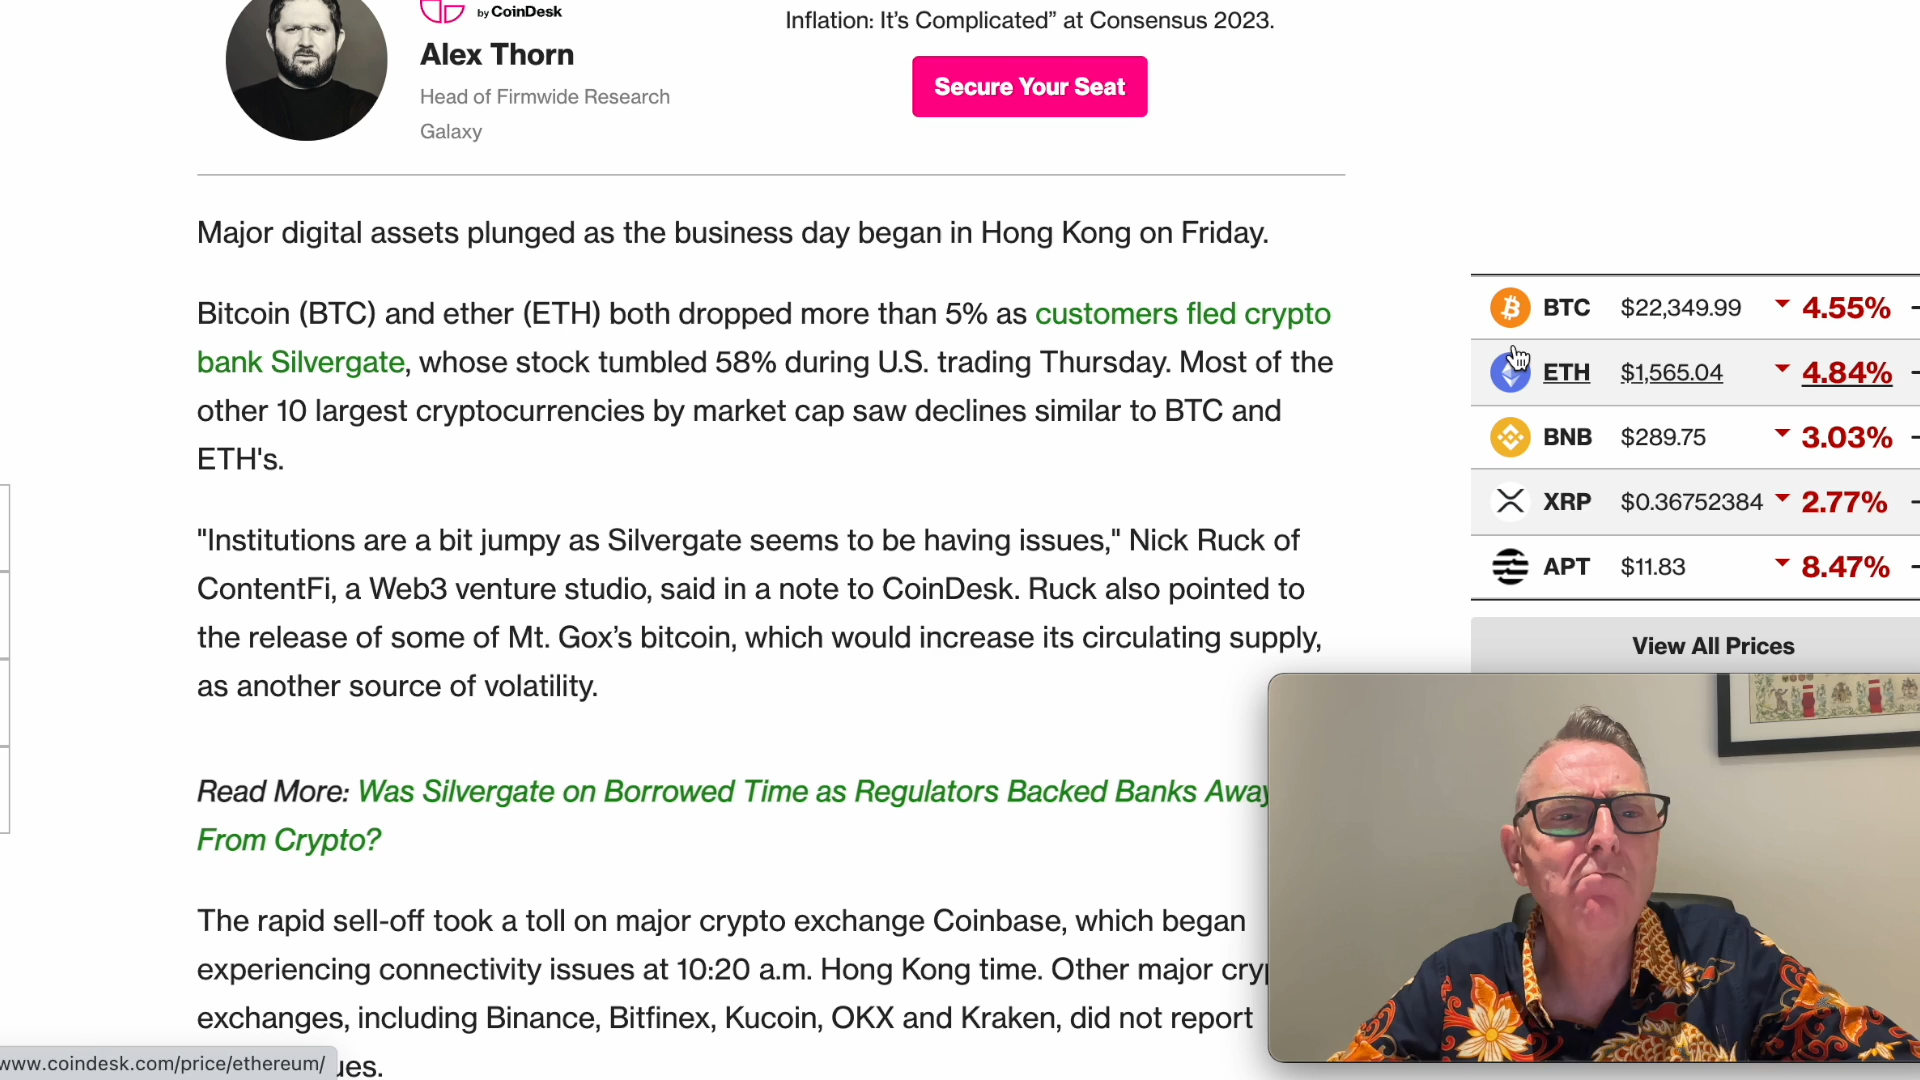 by CoinDesk
Alex Thorn
Head of Firmwide Research
Galaxy
Inflation: It’s Complicated” at Consensus 2023.
Secure Your Seat
Major digital assets plunged as the business day began in Hong Kong on Friday.
Bitcoin (BTC) and ether (ETH) both dropped more than 5% as customers fled crypto
bank Silvergate, whose stock tumbled 58% during U.S. trading Thursday. Most of the
other 10 largest cryptocurrencies by market cap saw declines similar to BTC and
ETH's.
"Institutions are a bit jumpy as Silvergate seems to be having issues," Nick Ruck of
ContentFi, a Web3 venture studio, said in a note to CoinDesk. Ruck also pointed to
the release of some of Mt. Gox’s bitcoin, which would increase its circulating supply,
as another source of volatility.
Read More: Was Silvergate on Borrowed Time as Regulators Backed Banks Away
From Crypto?
The rapid sell-off took a toll on major crypto exchange Coinbase, which began
experiencing connectivity issues at 10:20 a.m. Hong Kong time. Other major
exchanges, including Binance, Bitfinex, Kucoin, OKX and Kraken, did not report
www.coindesk.com/price/ethereum/
BTC $22,349.99 4.55%
ETH $1,565.04 4.84%
BNB $289.75 3.03%
XRP $0.36752384 2.77%
APT $11.83 8.47%
View All Prices